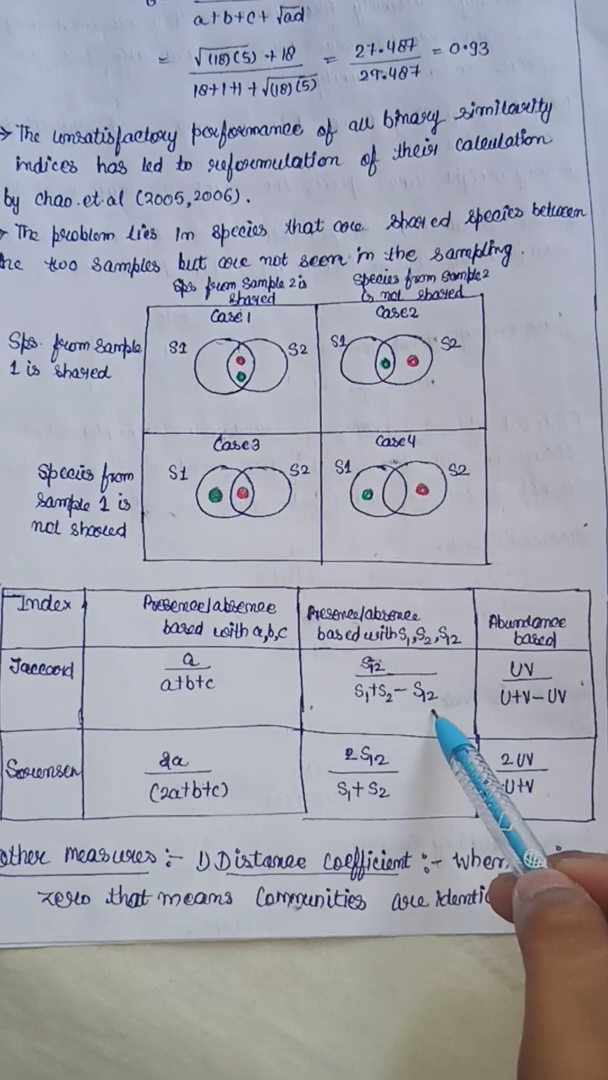 a+b+c+ √ad
= √(18)(5) + 18 / 18+1+1+√(18)(5) = 27.487 / 29.487 = 0.93
→ The unsatisfactory performance of all binary similarity
indices has led to reformulation of their calculation
by Chao.et.al (2005,2006).
→ The problem lies in species that are shared species between
the two samples but are not seen in the sampling.
Sps from sample 2 is shared
Species from sample 2 is not shared
Sps from sample 1 is shared
Case 1
S1 S2
Case 2
S1 S2
Species from sample 1 is not shared
Case 3
S1 S2
Case 4
S1 S2
Index
Presence/absence based with a,b,c
Presence/absence based with S₁,S₂,S₁₂
Abundance based
Jaccord
a / a+b+c
S₁₂ / S₁+S₂−S₁₂
UV / U+V−UV
Sorensen
2a / (2a+b+c)
2S₁₂ / S₁+S₂
2UV / U+V
other measures:- 1) Distance coefficient:- When
zero that means communities are identic